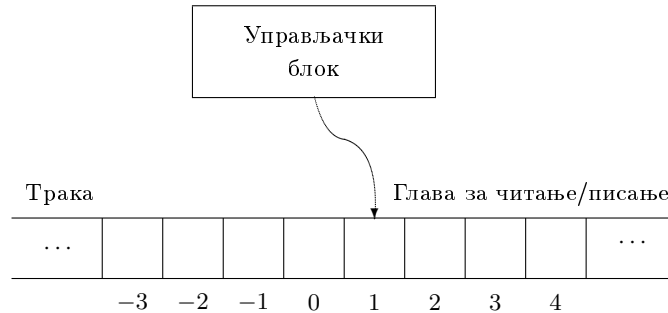 Управљачки
блок
Трака Глава за читање/писање
··· ···
−3 −2 −1 0 1 2 3 4